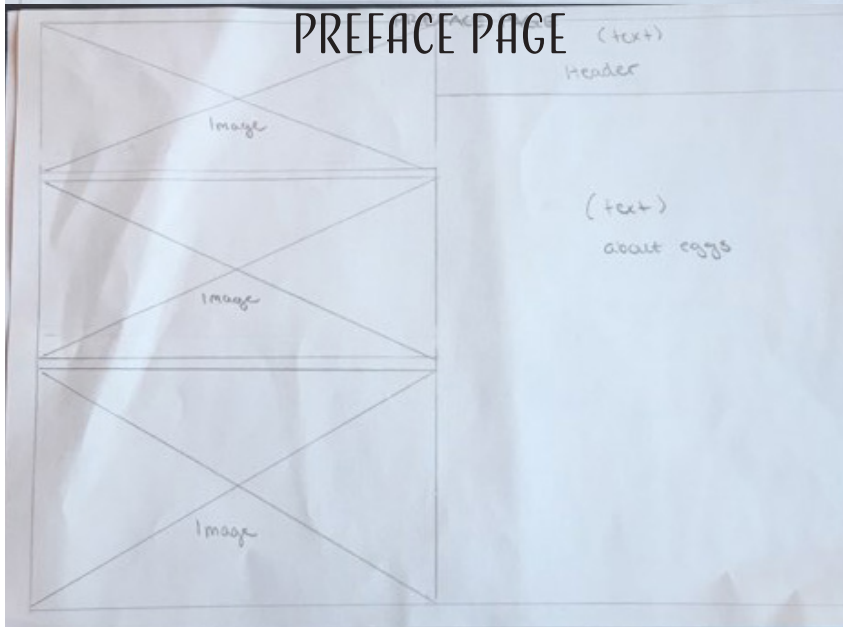 PREFACE PAGE
(text)
Header
Image
(text)
about eggs
Image
Image